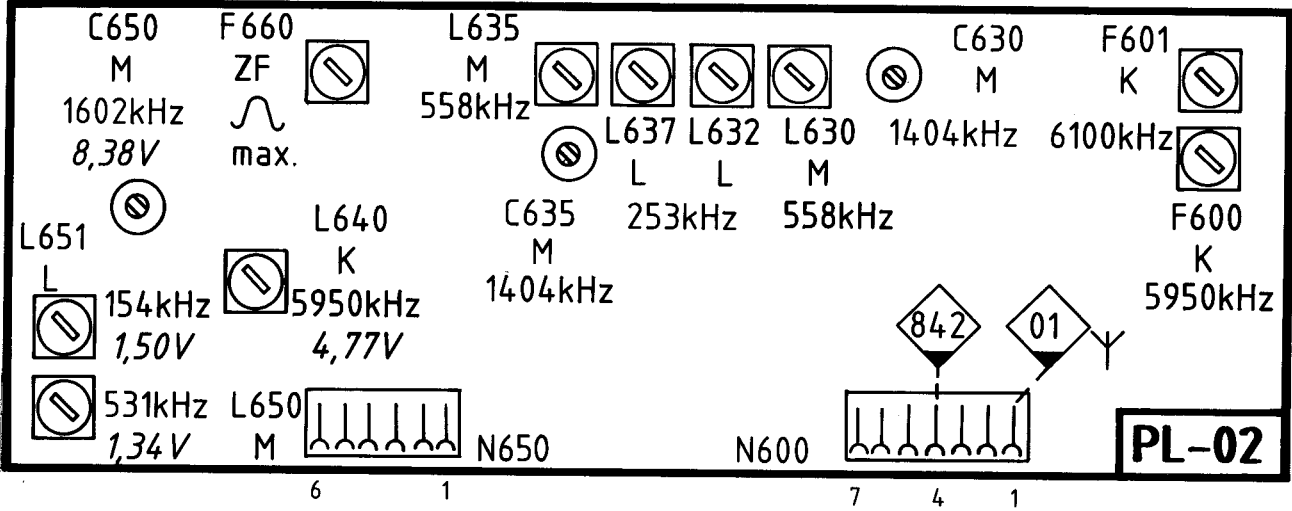 C650
M
1602kHz
8,38V
F660
ZF
max.
L635
M
558kHz
C630
M
1404kHz
F601
K
6100kHz
L637 L632 L630
L L M
253kHz 558kHz
C635
M
1404kHz
F600
K
5950kHz
L651
L
154kHz
1,50V
L640
K
5950kHz
4,77V
842
01
531kHz
1,34V
L650
M
N650
N600
PL-02
6 1
7 4 1